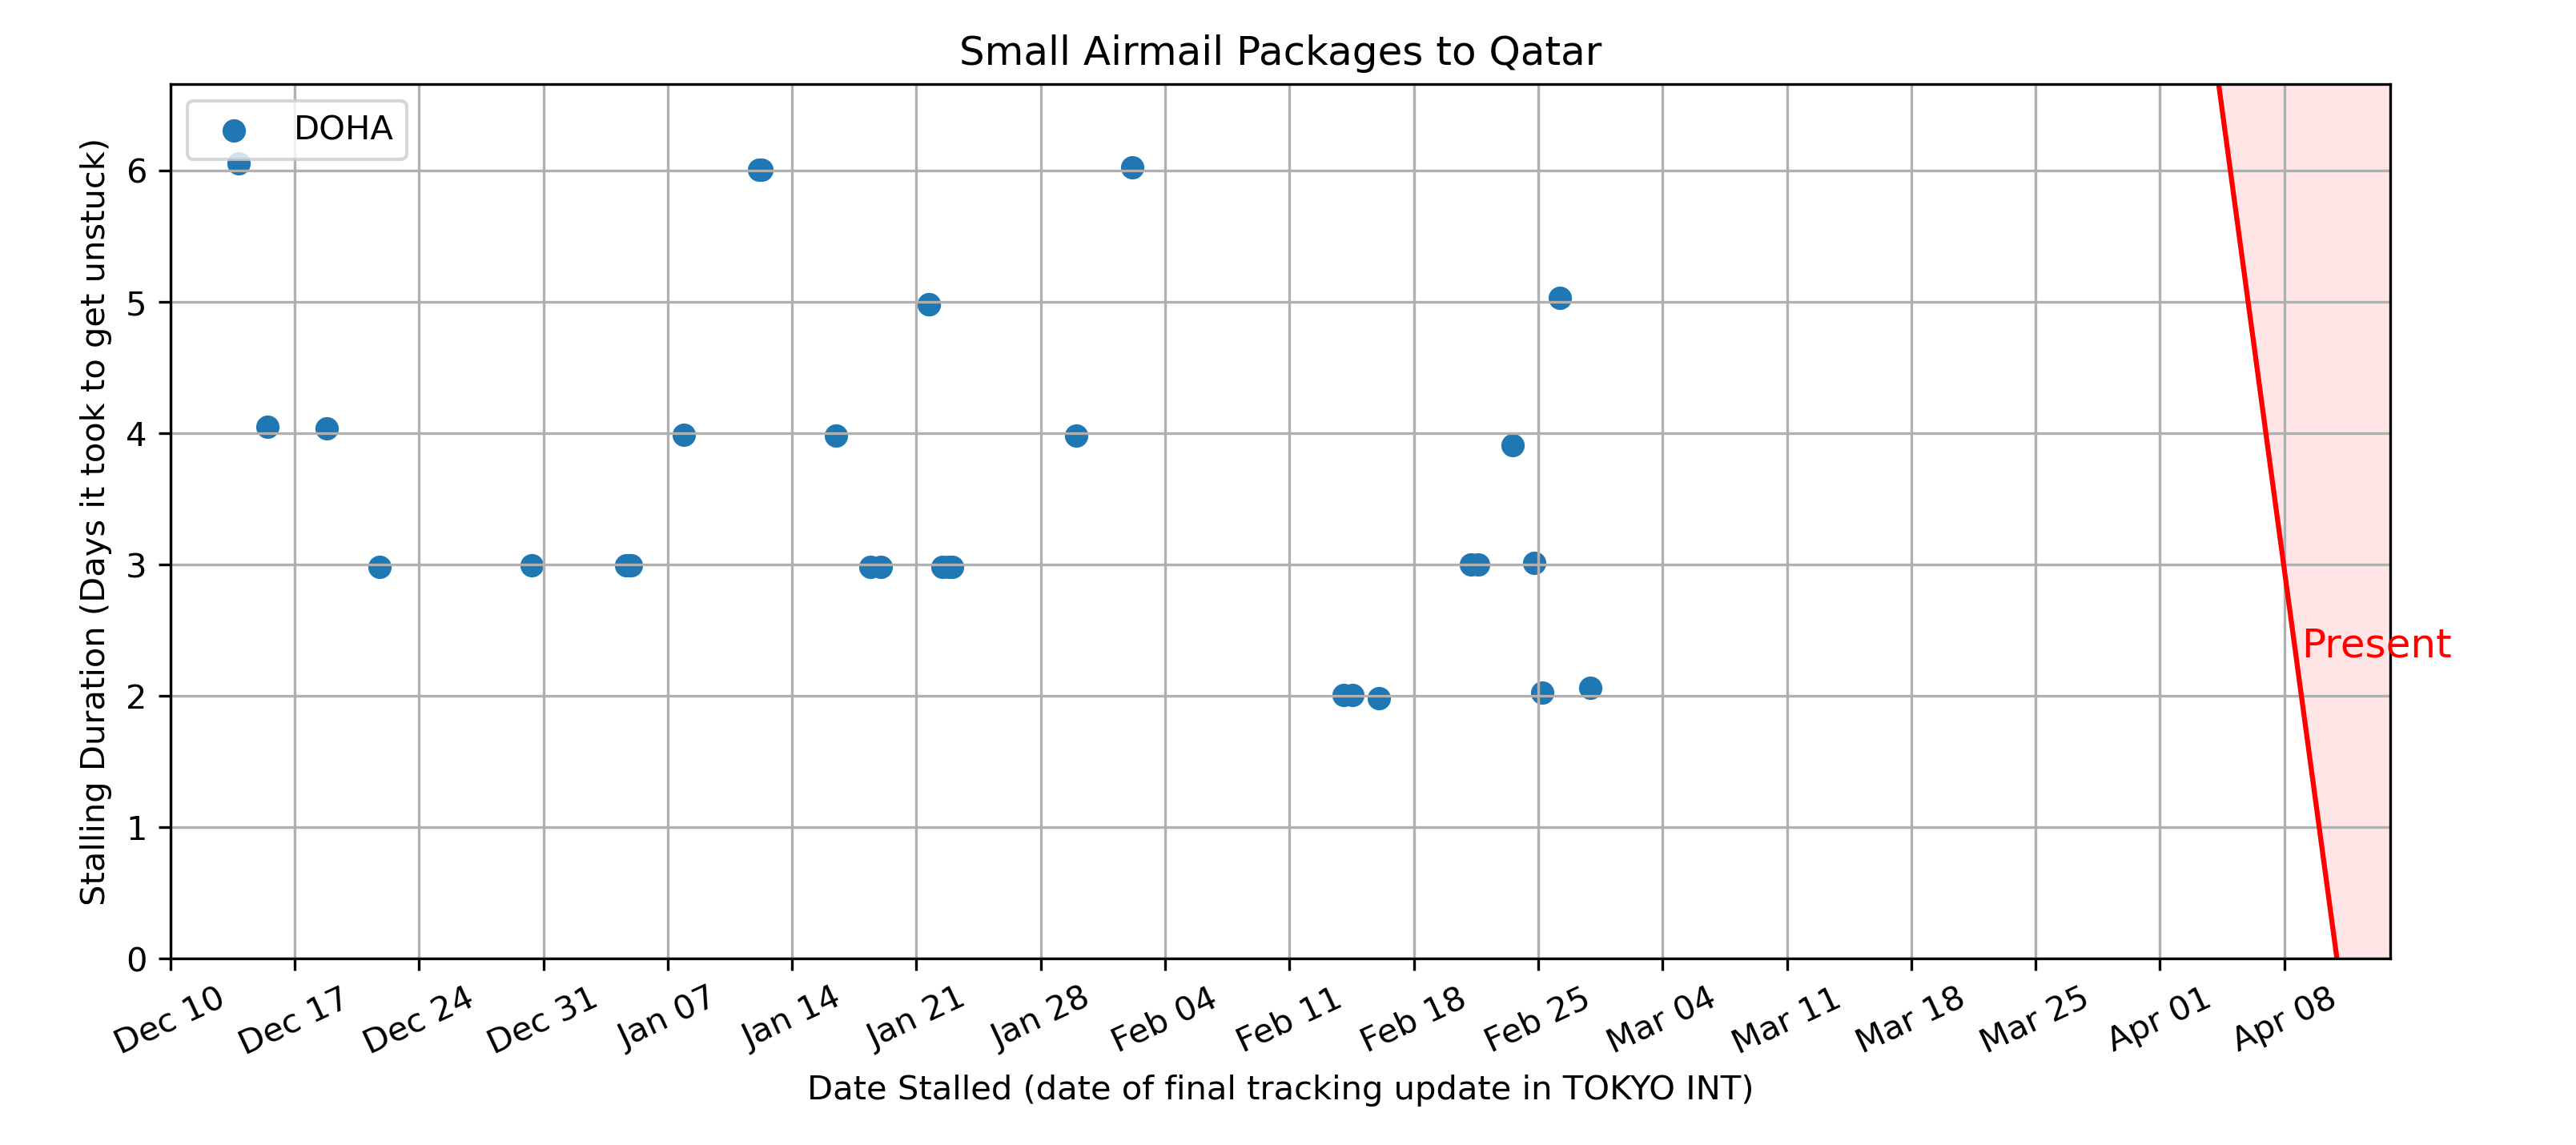 Small Airmail Packages to Qatar
DOHA
Stalling Duration (Days it took to get unstuck)
6
5
4
3
2
1
0
Present
Dec 10
Dec 17
Dec 24
Dec 31
Jan 07
Jan 14
Jan 21
Jan 28
Feb 04
Feb 11
Feb 18
Feb 25
Mar 04
Mar 11
Mar 18
Mar 25
Apr 01
Apr 08
Date Stalled (date of final tracking update in TOKYO INT)